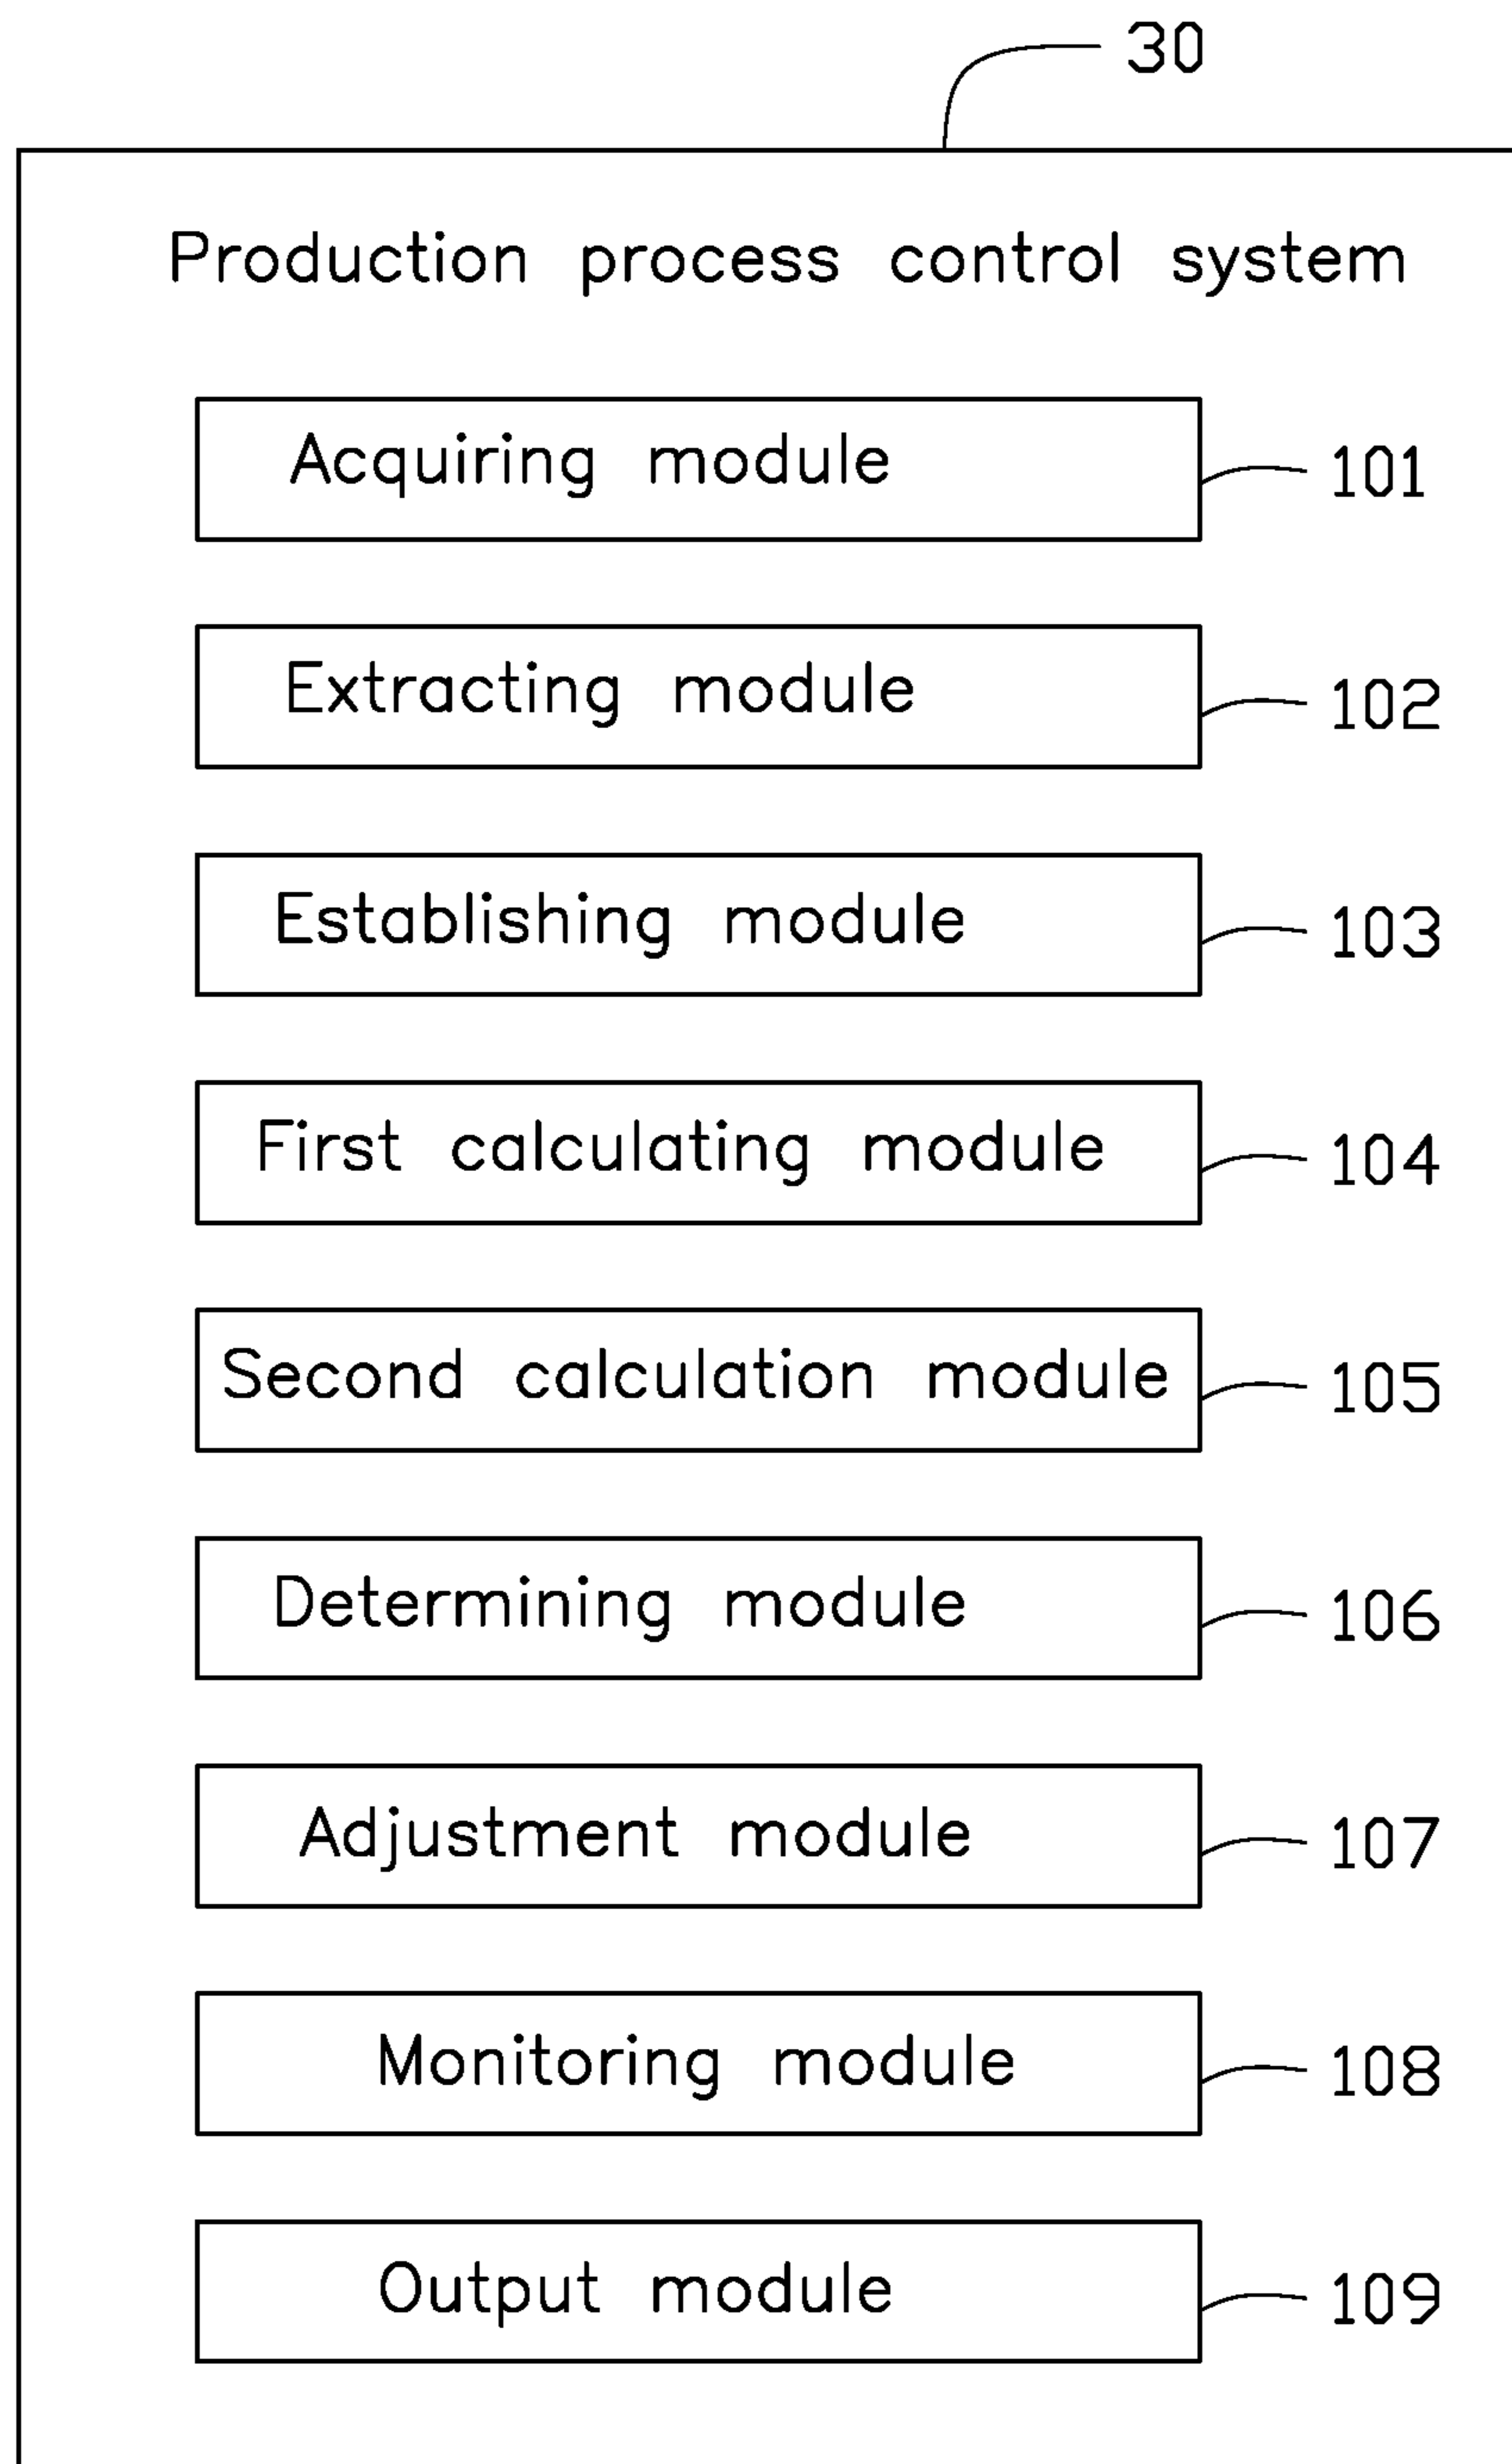 30
Production process control system
Acquiring module
101
Extracting module
102
Establishing module
103
First calculating module
104
Second calculation module
105
Determining module
106
Adjustment module
107
Monitoring module
108
Output module
109